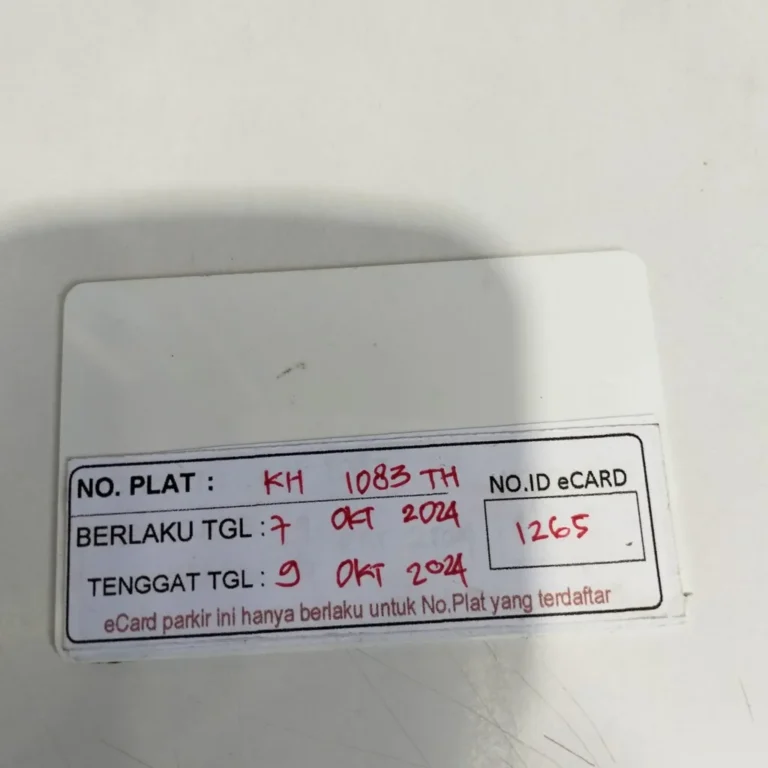 NO. PLAT : KH 1083 TH
NO.ID eCARD
BERLAKU TGL : 7 OKT 2024
1265
TENGGAT TGL : 9 OKT 2024
eCard parkir ini hanya berlaku untuk No.Plat yang terdaftar